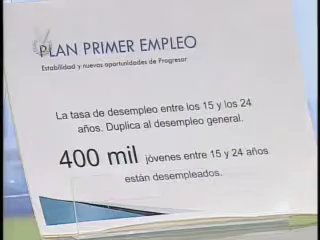 PLAN PRIMER EMPLEO
Estabilidad y nuevas oportunidades de Progresar
La tasa de desempleo entre los 15 y los 24
años. Duplica al desempleo general.
400 mil jóvenes entre 15 y 24 años
están desempleados.